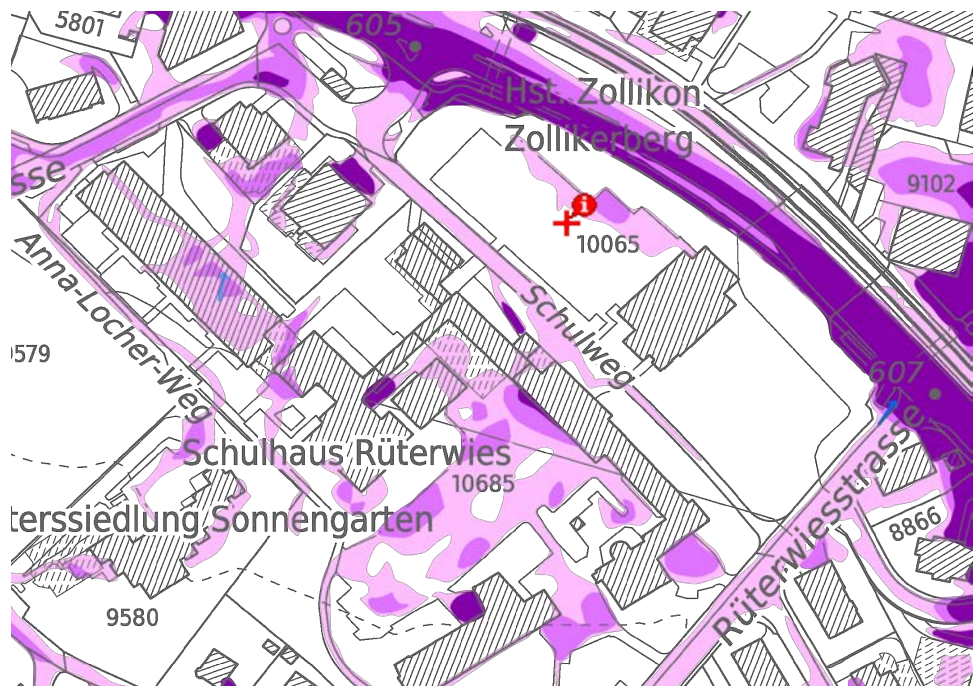 5801
605
Hst. Zollikon
Zollikerberg
sse
9102
10065
Anna-Locher-Weg
Schulweg
9579
607
Schulhaus Rüterwies
10685
Rüterwiesstrasse
terssiedlung Sonnengarten
8866
9580